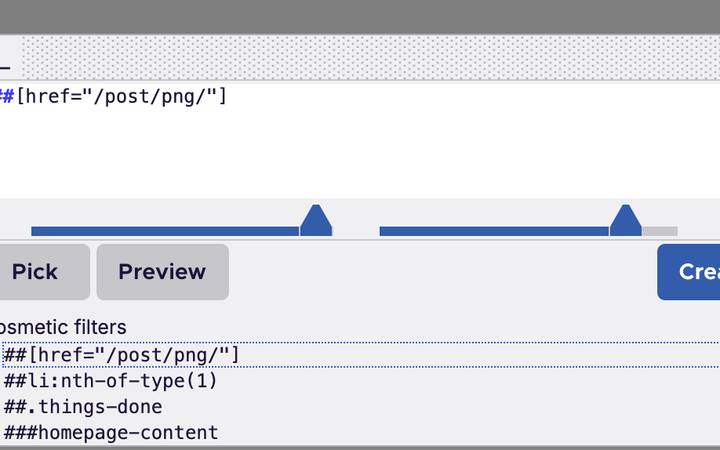 ##[href="/post/png/"]
Pick Preview Crea
osmetic filters
##[href="/post/png/"]
##li:nth-of-type(1)
##.things-done
###homepage-content